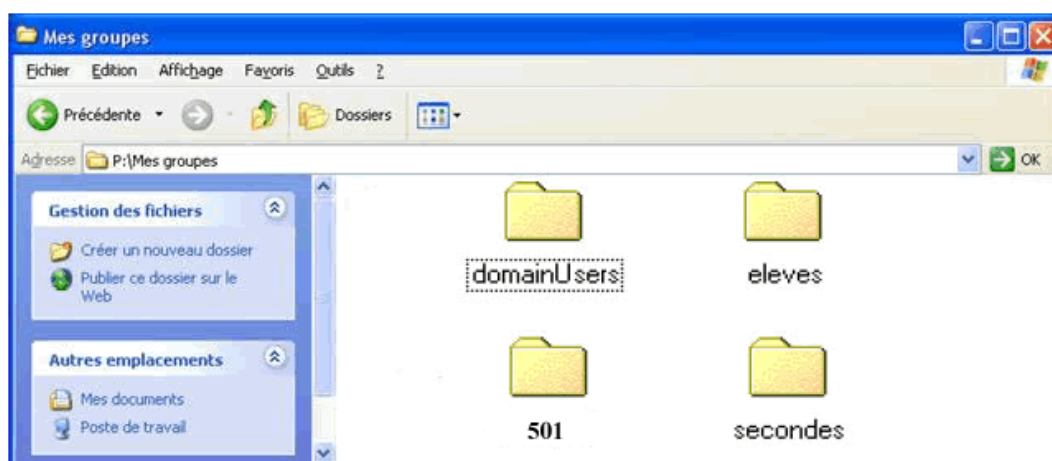 Mes groupes
Fichier Edition Affichage Favoris Outils ?
Précédente Dossiers
Adresse P:\Mes groupes OK
Gestion des fichiers
Créer un nouveau dossier
Publier ce dossier sur le
Web
Autres emplacements
Mes documents
Poste de travail
domainUsers eleves
501 secondes